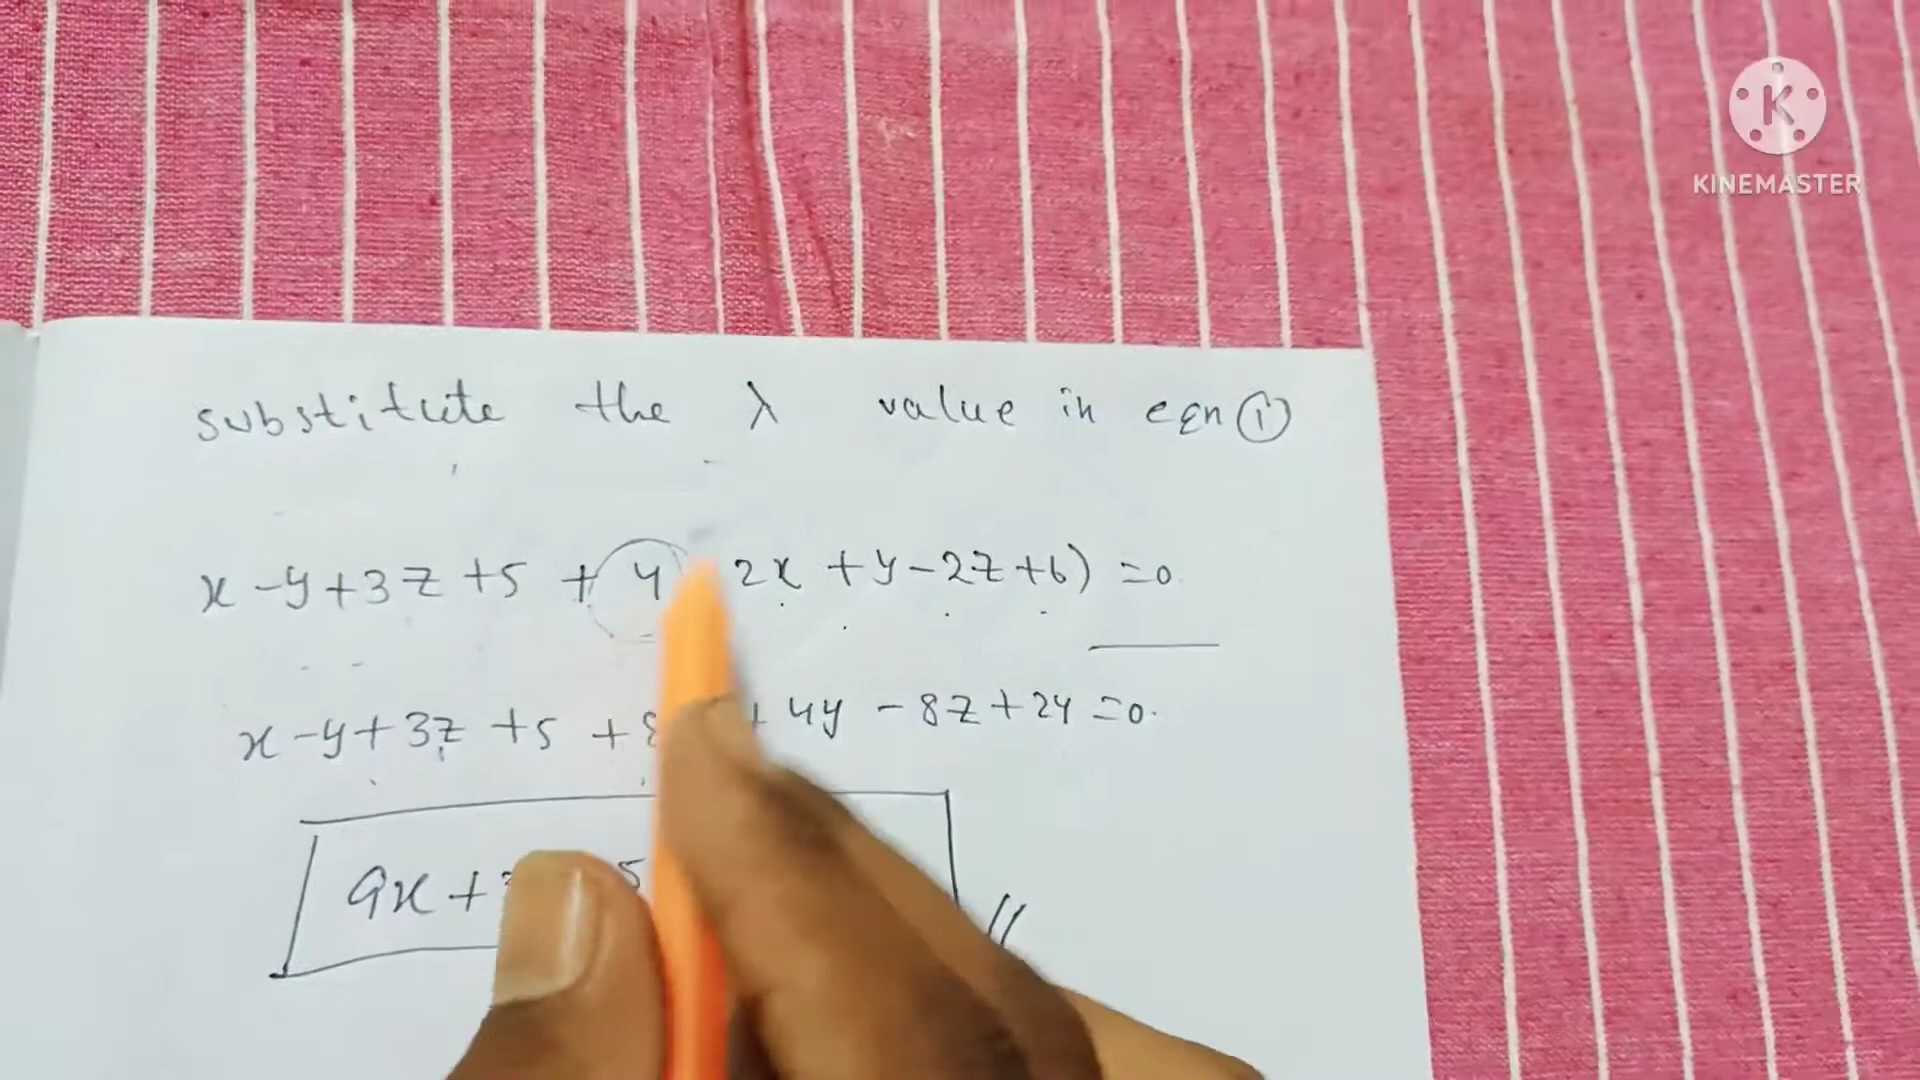 KINEMASTER
substitute the λ value in eqn ①
x - y + 3z + 5 + 4 2x + y - 2z + 6) = 0
x - y + 3z + 5 + 8 + 4y - 8z + 24 = 0
9x + 5